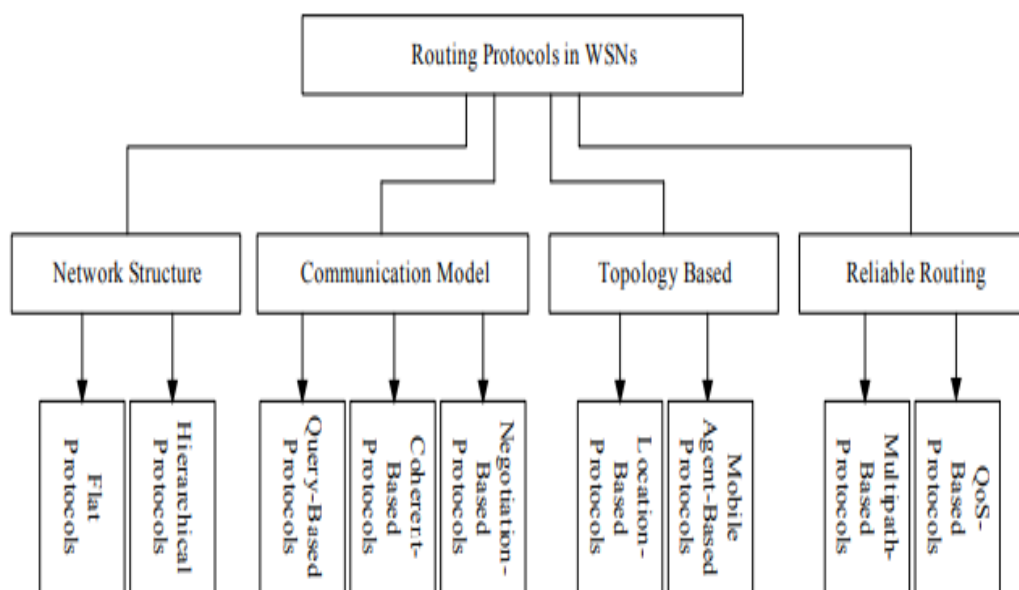 Routing Protocols in WSNs
Network Structure
Communication Model
Topology Based
Reliable Routing
Flat
Protocols
Hierarchical
Protocols
Query-Based
Protocols
Coherent-
Based
Protocols
Negotiation-
Based
Protocols
Location-
Based
Protocols
Mobile
Agent-Based
Protocols
Multipath-
Based
Protocols
QoS-
Based
Protocols